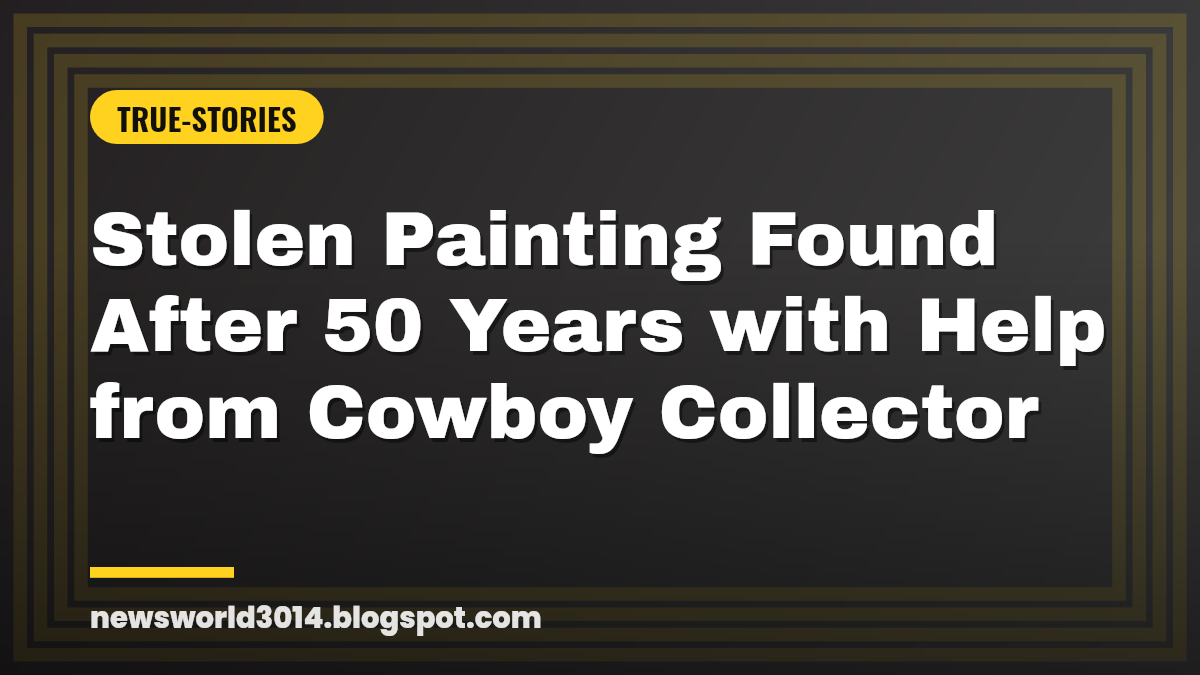 TRUE-STORIES
Stolen Painting Found
After 50 Years with Help
from Cowboy Collector
newsworld3014.blogspot.com